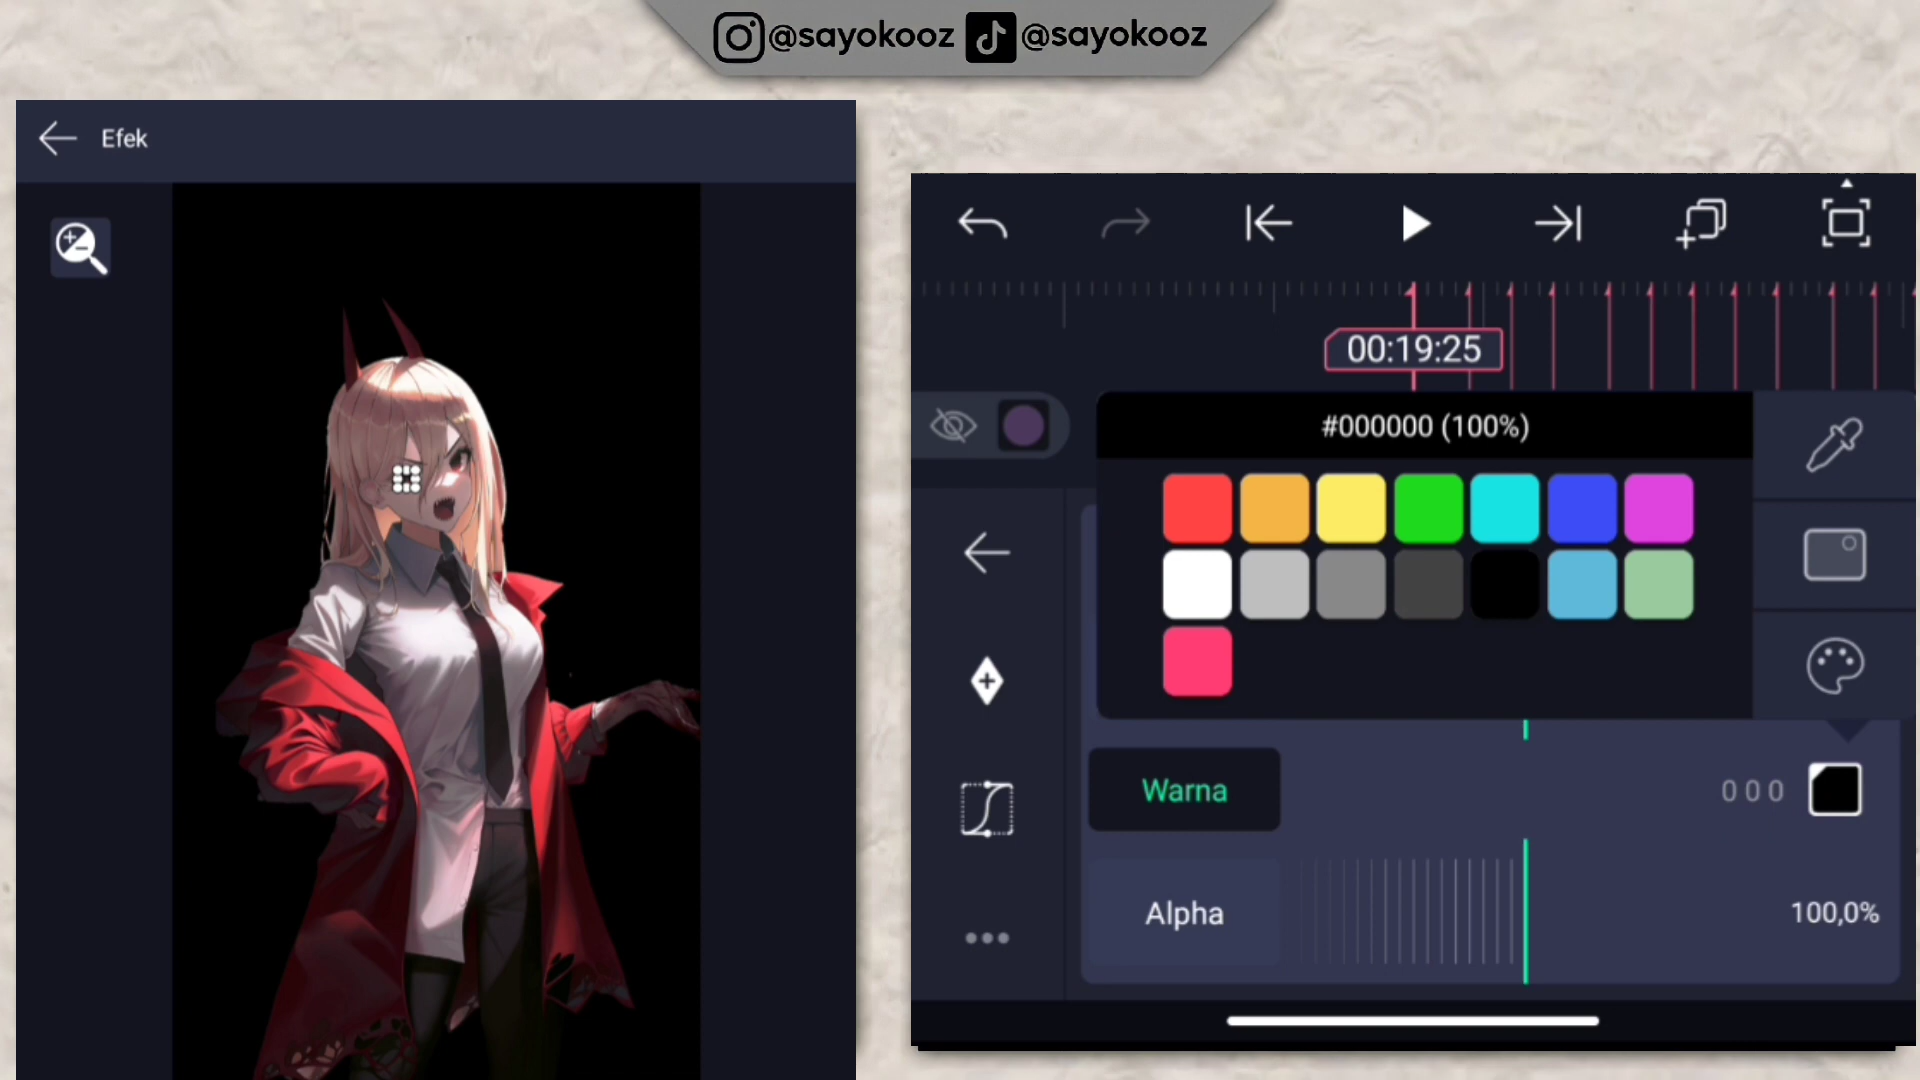 @sayokooz @sayokooz
Efek
00:19:25
#000000 (100%)
Warna
0 0 0
Alpha
100,0%